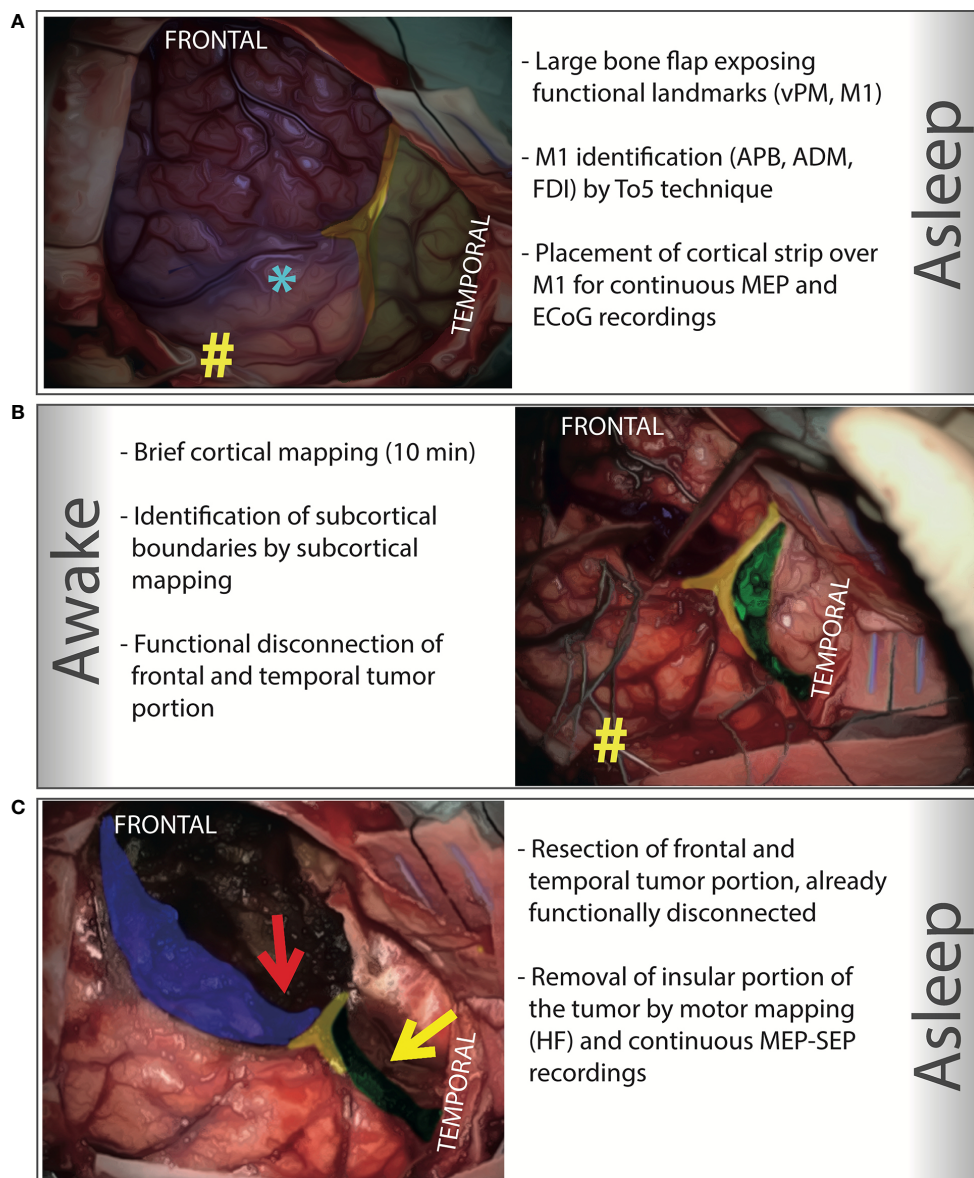 A
FRONTAL
*
#
TEMPORAL
- Large bone flap exposing
functional landmarks (vPM, M1)
- M1 identification (APB, ADM,
FDI) by To5 technique
- Placement of cortical strip over
M1 for continuous MEP and
ECoG recordings
Asleep
B
Awake
- Brief cortical mapping (10 min)
- Identification of subcortical
boundaries by subcortical
mapping
- Functional disconnection of
frontal and temporal tumor
portion
FRONTAL
TEMPORAL
#
C
FRONTAL
TEMPORAL
- Resection of frontal and
temporal tumor portion, already
functionally disconnected
- Removal of insular portion of
the tumor by motor mapping
(HF) and continuous MEP-SEP
recordings
Asleep